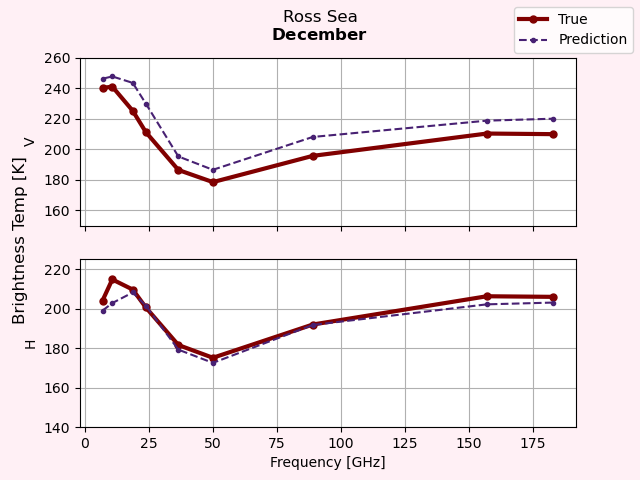 Ross Sea
December
True
Prediction
Brightness Temp [K]
V
260
240
220
200
180
160
H
220
200
180
160
140
0 25 50 75 100 125 150 175
Frequency [GHz]